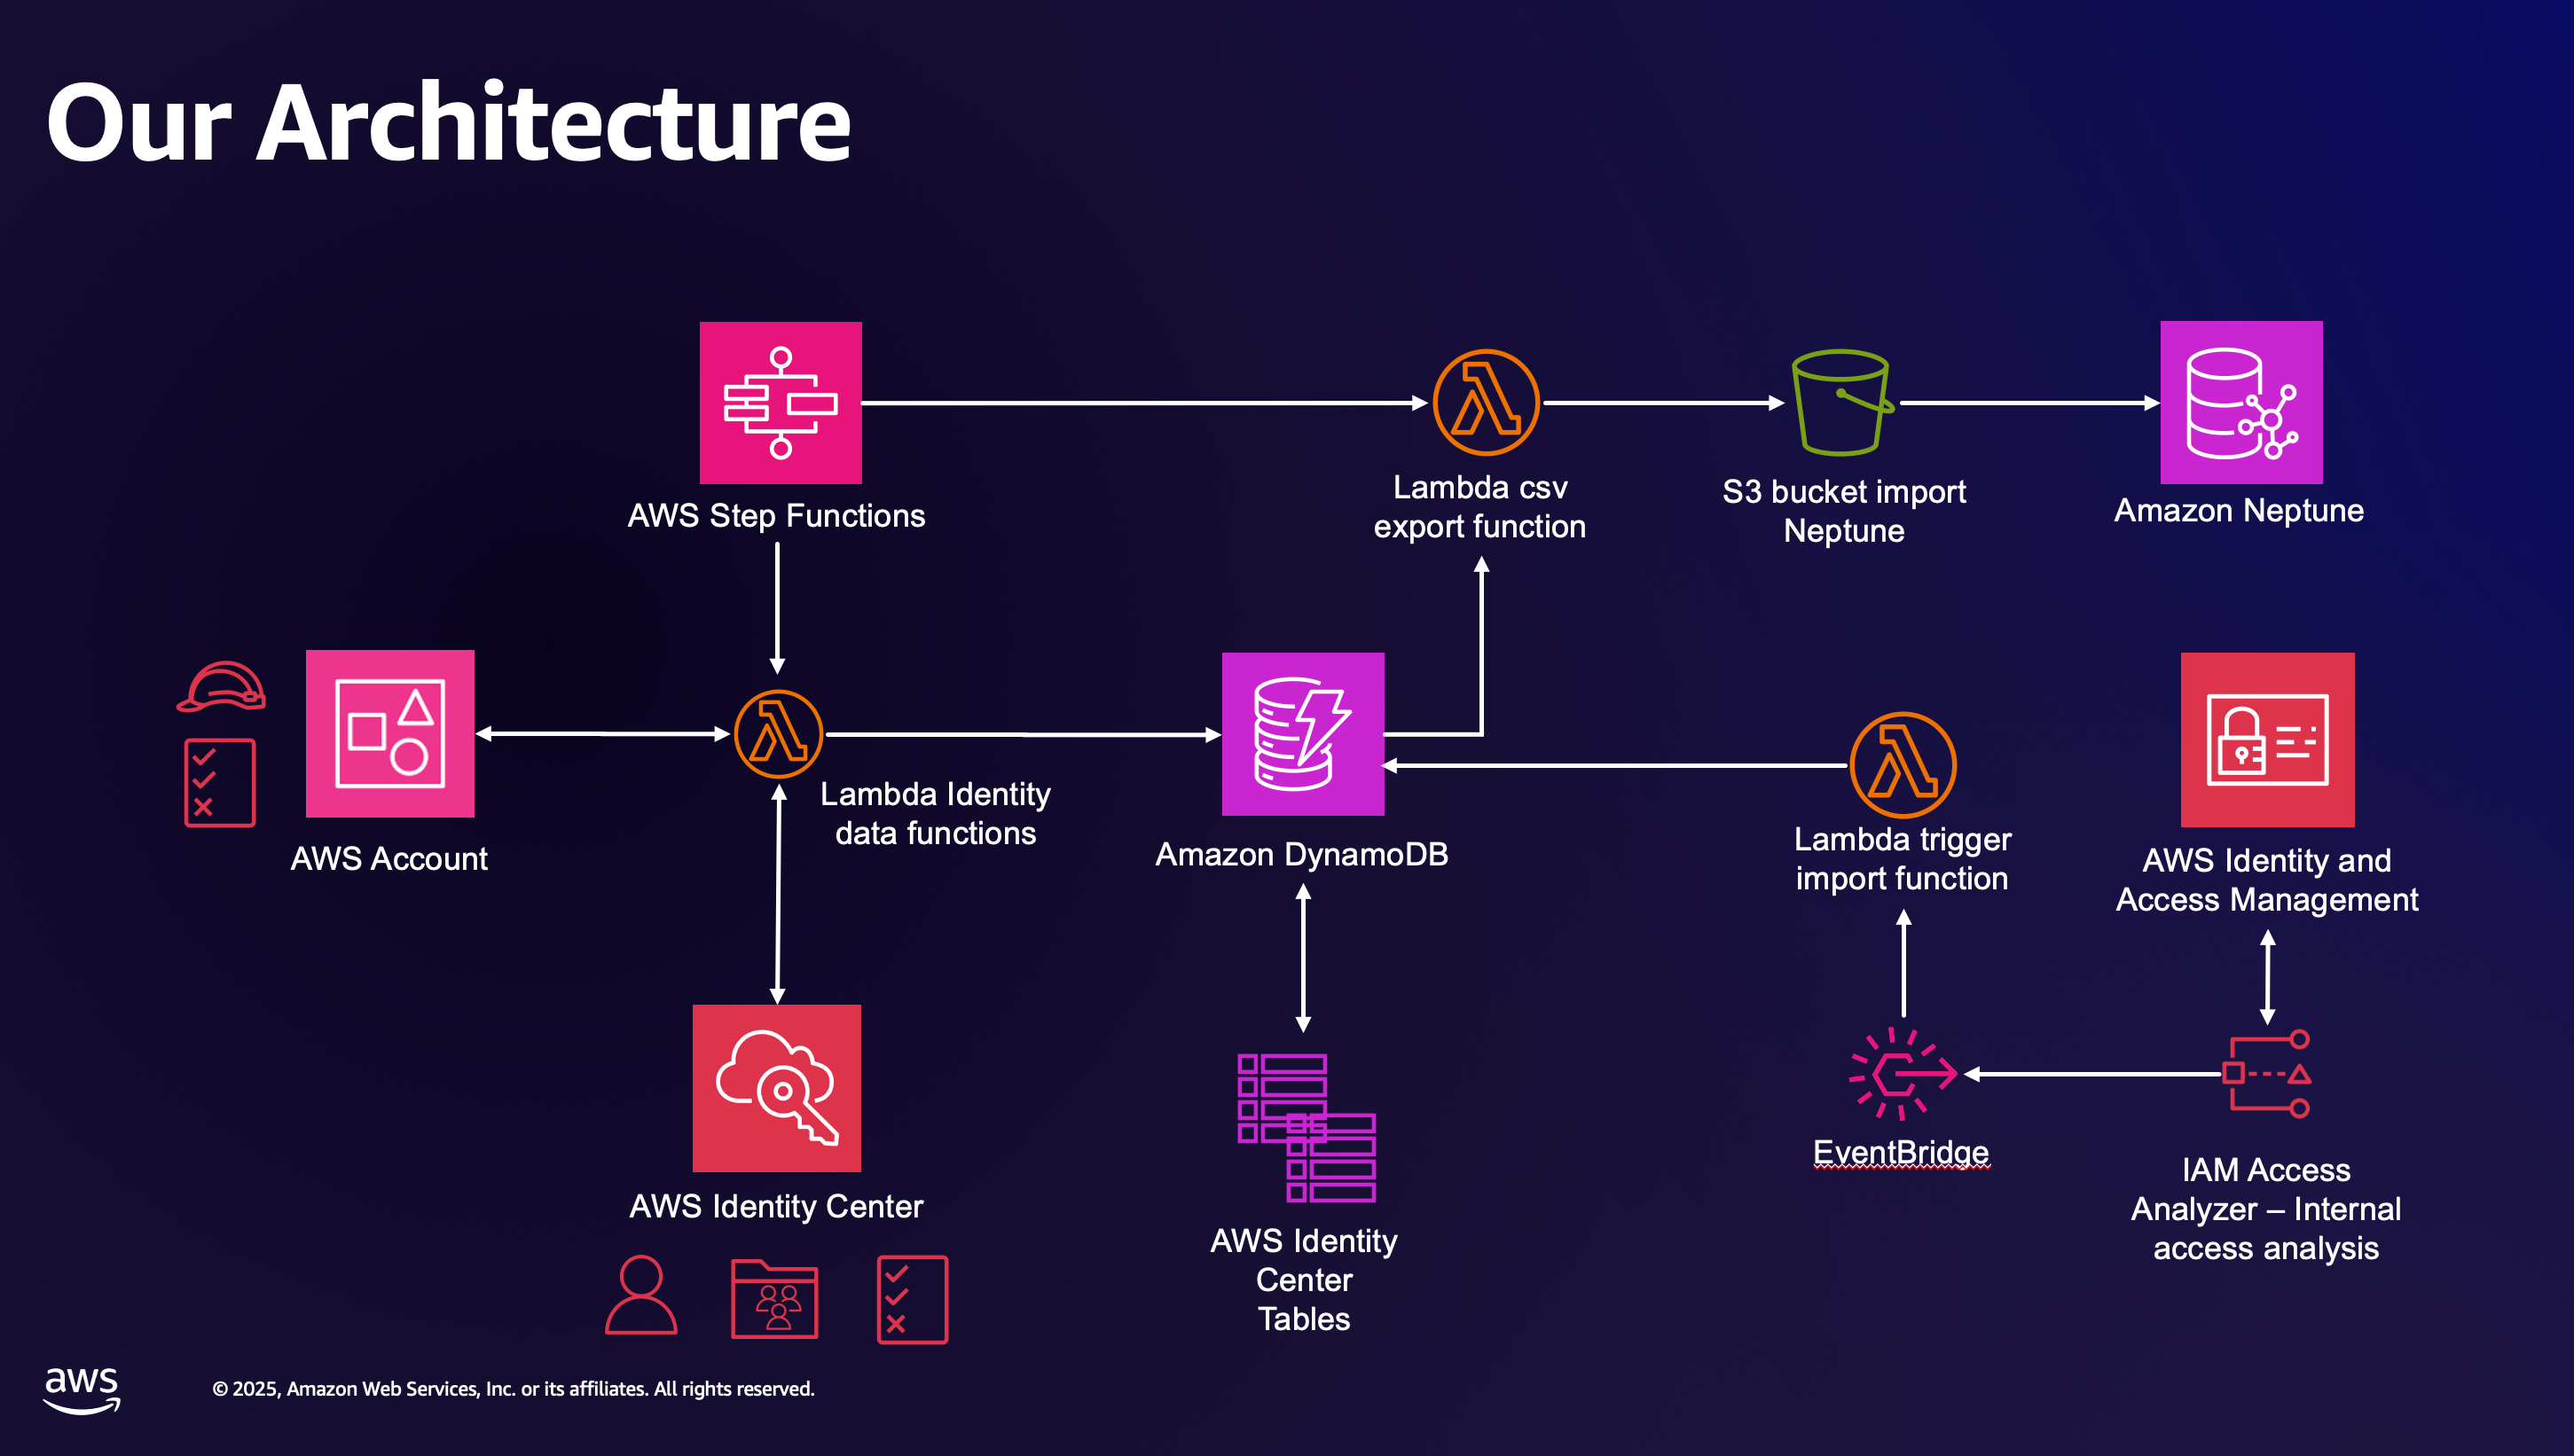 Our Architecture
AWS Step Functions
Lambda csv
export function
S3 bucket import
Neptune
Amazon Neptune
AWS Account
Lambda Identity
data functions
Amazon DynamoDB
Lambda trigger
import function
AWS Identity and
Access Management
AWS Identity Center
AWS Identity
Center
Tables
EventBridge
IAM Access
Analyzer – Internal
access analysis
aws
© 2025, Amazon Web Services, Inc. or its affiliates. All rights reserved.